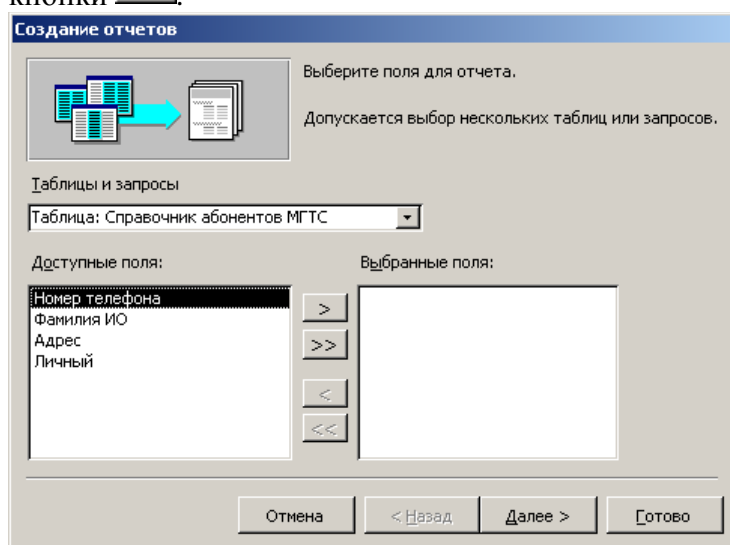 кнопки
Создание отчетов
Выберите поля для отчета.
Допускается выбор нескольких таблиц или запросов.
Таблицы и запросы
Таблица: Справочник абонентов МГТС
Доступные поля:
Выбранные поля:
Номер телефона
Фамилия ИО
Адрес
Личный
>
>>
<
<<
Отмена
< Назад
Далее >
Готово